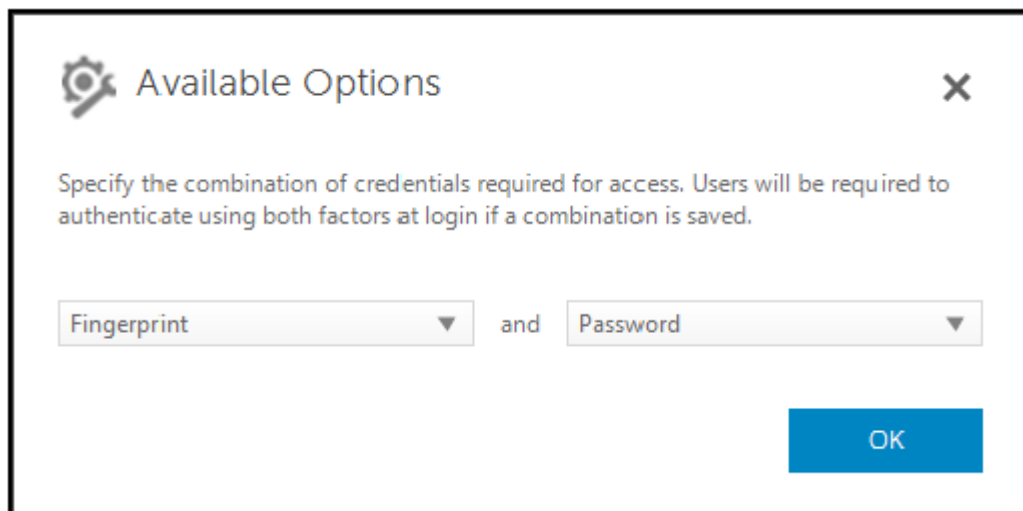 Available Options
Specify the combination of credentials required for access. Users will be required to
authenticate using both factors at login if a combination is saved.
Fingerprint and Password
OK